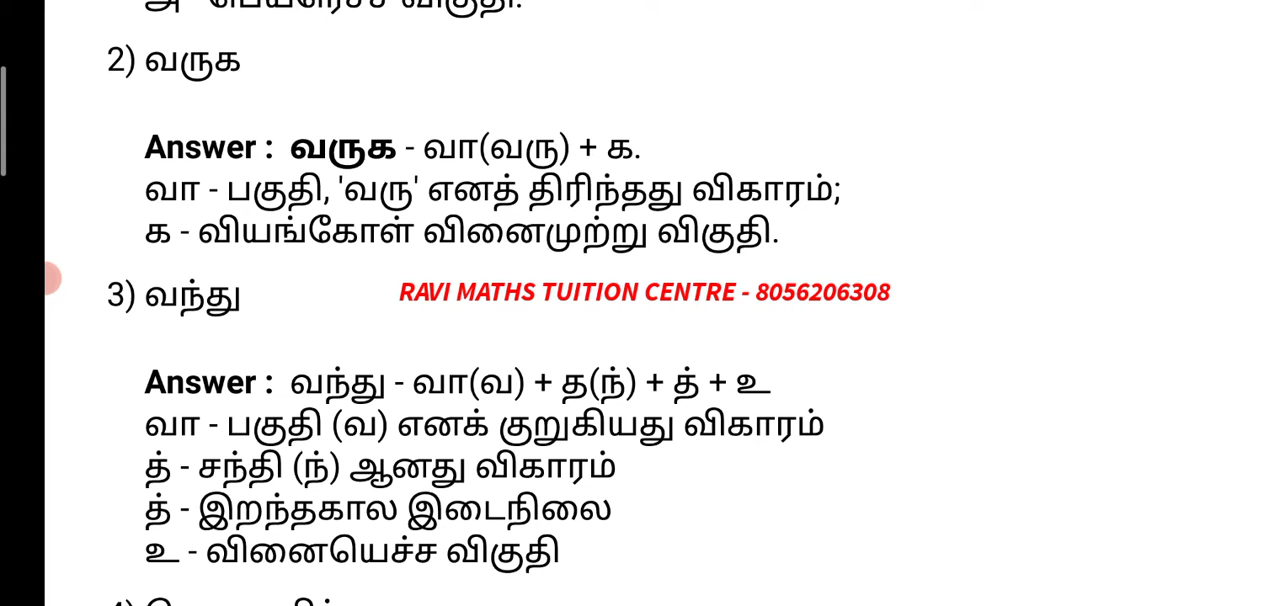 அ - பெயரெச்ச விகுதி.
2) வருக
Answer : வருக - வா(வரு) + க.
வா - பகுதி, 'வரு' எனத் திரிந்தது விகாரம்;
க - வியங்கோள் வினைமுற்று விகுதி.
3) வந்து
RAVI MATHS TUITION CENTRE - 8056206308
Answer : வந்து - வா(வ) + த(ந்) + த் + உ
வா - பகுதி (வ) எனக் குறுகியது விகாரம்
த் - சந்தி (ந்) ஆனது விகாரம்
த் - இறந்தகால இடைநிலை
உ - வினையெச்ச விகுதி